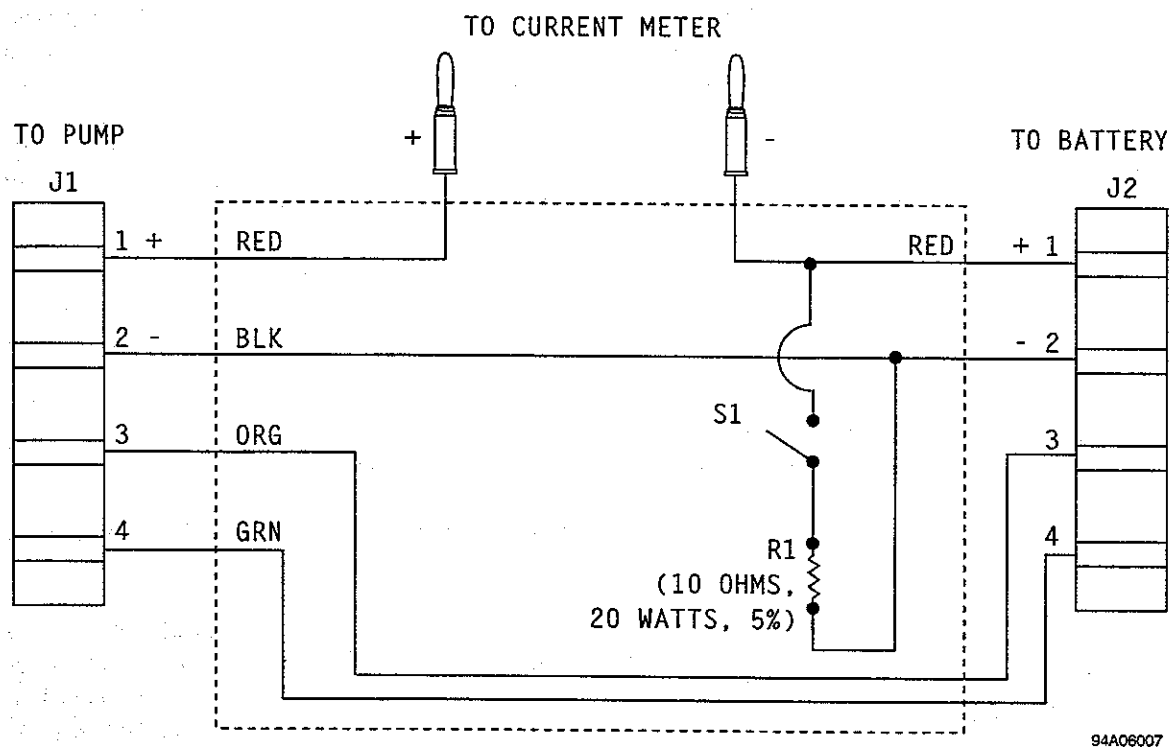 TO CURRENT METER
+
-
TO PUMP
TO BATTERY
J1
J2
1 +
RED
RED
+ 1
2 -
BLK
- 2
S1
3
ORG
3
4
GRN
4
R1
(10 OHMS,
20 WATTS, 5%)
94A06007